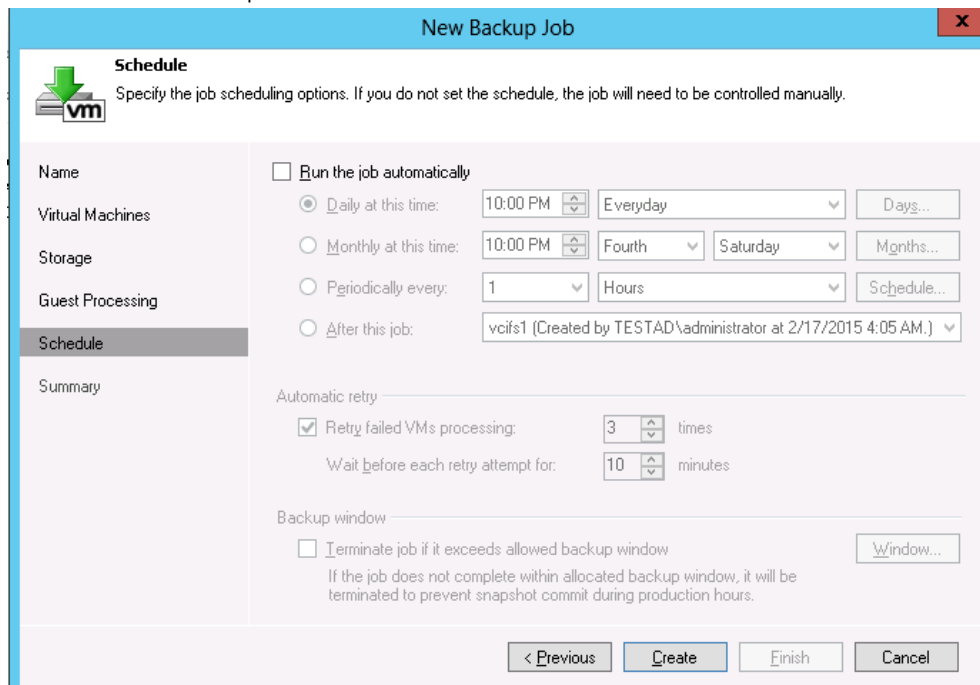 New Backup Job
x
Schedule
Specify the job scheduling options. If you do not set the schedule, the job will need to be controlled manually.
vm
Name
Virtual Machines
Storage
Guest Processing
Schedule
Summary
Run the job automatically
Daily at this time: 10:00 PM Everyday Days...
Monthly at this time: 10:00 PM Fourth Saturday Months...
Periodically every: 1 Hours Schedule...
After this job: vcifs1 (Created by TESTAD\administrator at 2/17/2015 4:05 AM.)
Automatic retry
Retry failed VMs processing: 3 times
Wait before each retry attempt for: 10 minutes
Backup window
Terminate job if it exceeds allowed backup window Window...
If the job does not complete within allocated backup window, it will be
terminated to prevent snapshot commit during production hours.
< Previous Create Finish Cancel